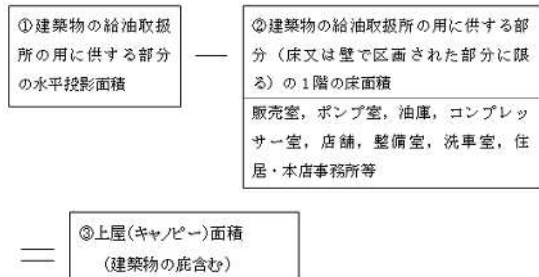 ①建築物の給油取扱
所の用に供する部分
の水平投影面積
②建築物の給油取扱所の用に供する部
分（床又は壁で区画された部分に限
る）の１階の床面積
販売室，ポンプ室，油庫，コンプレッ
サー室，店舗，整備室，洗車室，住
居・本店事務所等
③上屋(キャノピー)面積
（建築物の庇含む）